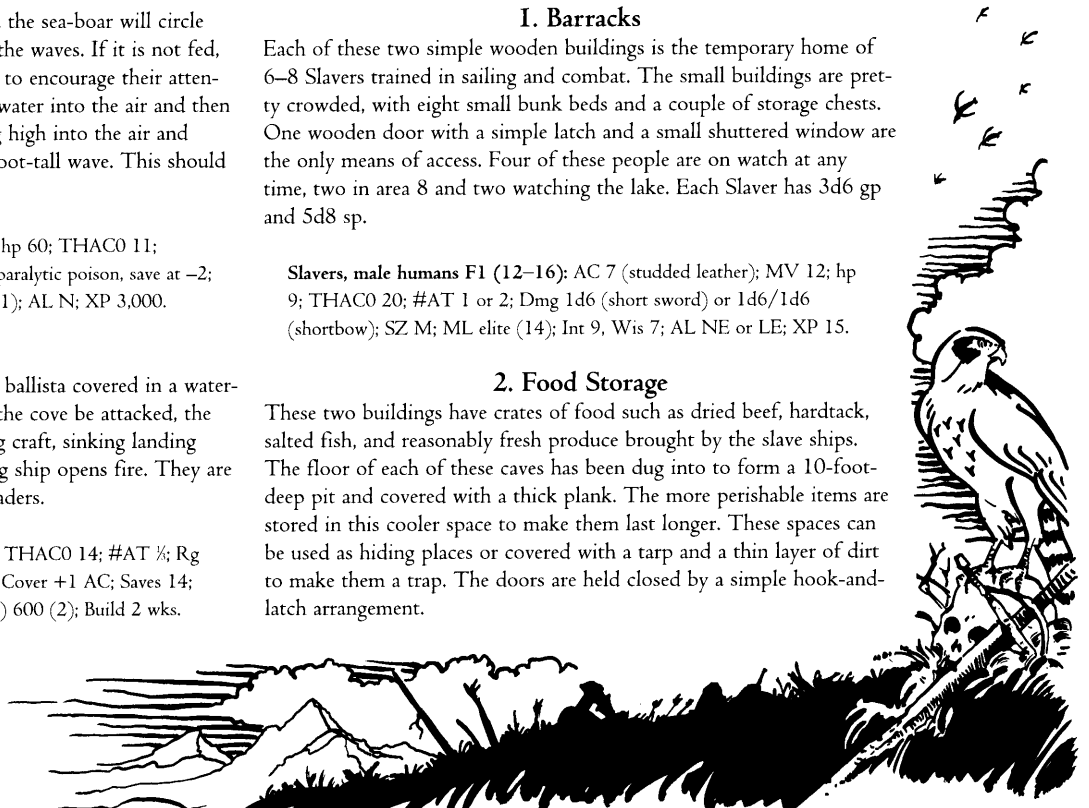 , the sea-boar will circle
the waves. If it is not fed,
to encourage their atten-
water into the air and then
high into the air and
oot-tall wave. This should
hp 60; THAC0 11;
paralytic poison, save at –2;
1); AL N; XP 3,000.
ballista covered in a water-
the cove be attacked, the
g craft, sinking landing
g ship opens fire. They are
aders.
THAC0 14; #AT ⅓; Rg
Cover +1 AC; Saves 14;
) 600 (2); Build 2 wks.
1. Barracks
Each of these two simple wooden buildings is the temporary home of
6–8 Slavers trained in sailing and combat. The small buildings are pret-
ty crowded, with eight small bunk beds and a couple of storage chests.
One wooden door with a simple latch and a small shuttered window are
the only means of access. Four of these people are on watch at any
time, two in area 8 and two watching the lake. Each Slaver has 3d6 gp
and 5d8 sp.
Slavers, male humans F1 (12–16): AC 7 (studded leather); MV 12; hp
9; THAC0 20; #AT 1 or 2; Dmg 1d6 (short sword) or 1d6/1d6
(shortbow); SZ M; ML elite (14); Int 9, Wis 7; AL NE or LE; XP 15.
2. Food Storage
These two buildings have crates of food such as dried beef, hardtack,
salted fish, and reasonably fresh produce brought by the slave ships.
The floor of each of these caves has been dug into to form a 10-foot-
deep pit and covered with a thick plank. The more perishable items are
stored in this cooler space to make them last longer. These spaces can
be used as hiding places or covered with a tarp and a thin layer of dirt
to make them a trap. The doors are held closed by a simple hook-and-
latch arrangement.